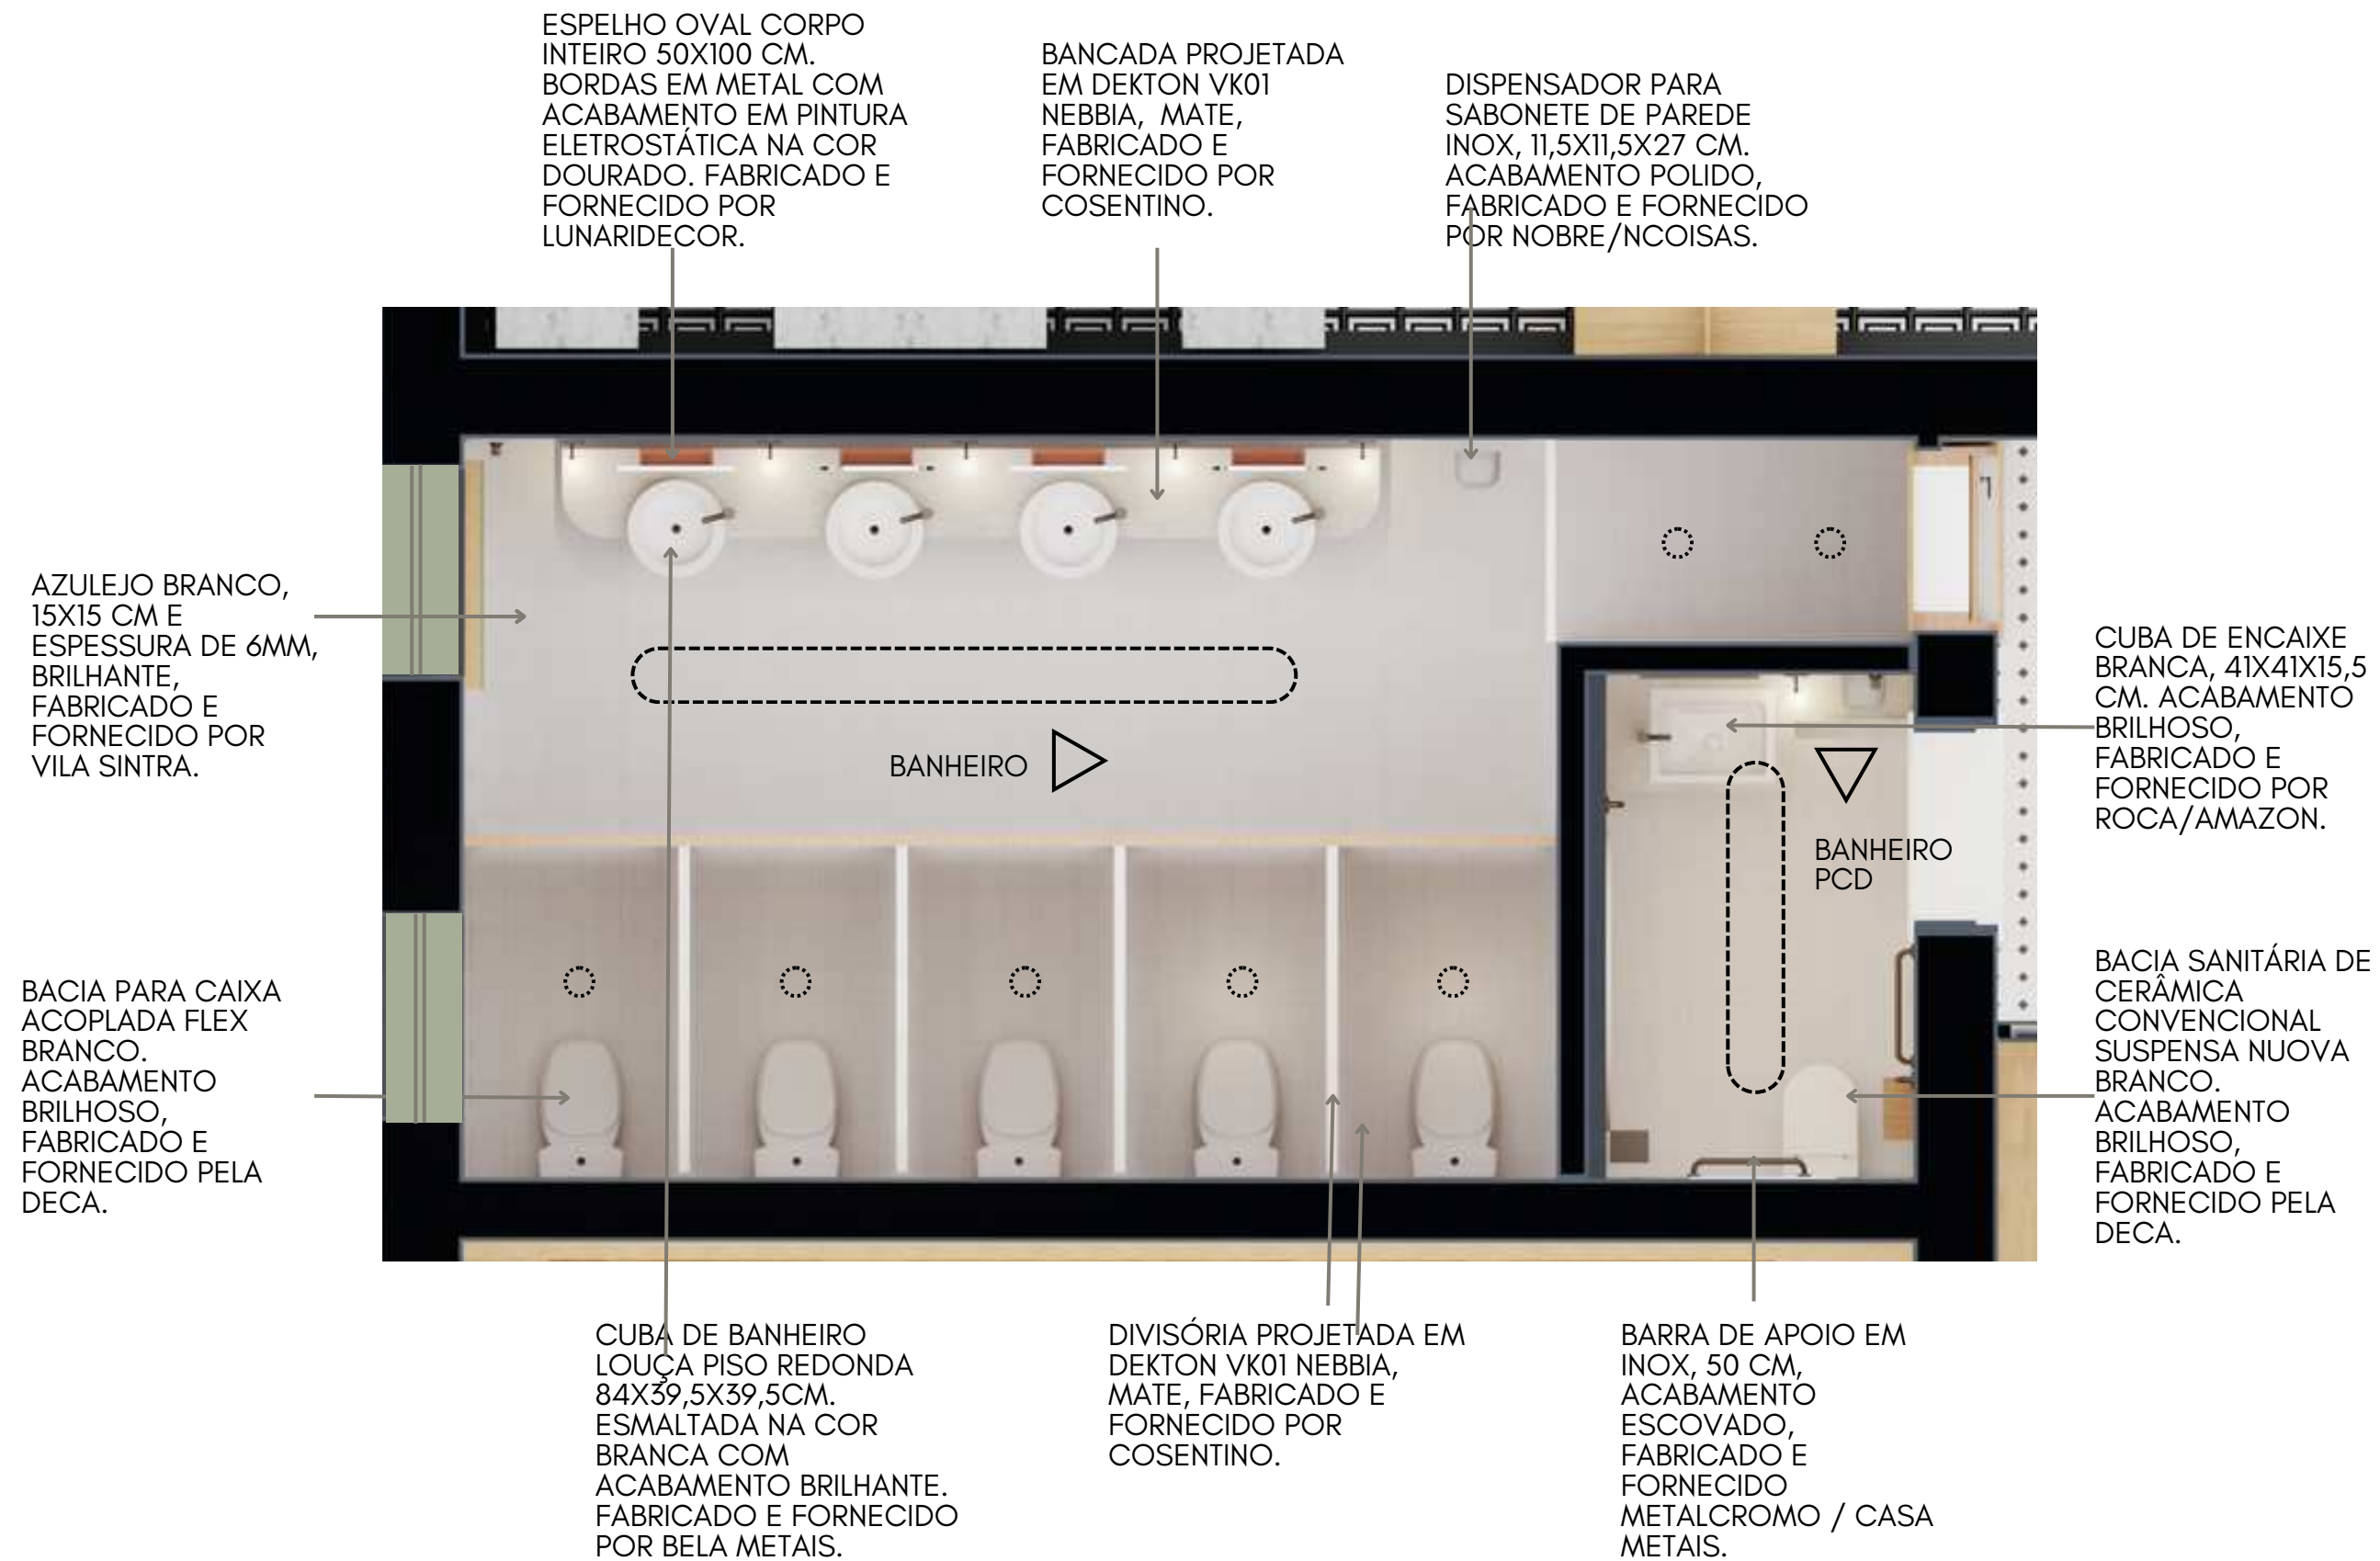 ESPELHO OVAL CORPO
INTEIRO 50X100 CM.
BORDAS EM METAL COM
ACABAMENTO EM PINTURA
ELETROSTÁTICA NA COR
DOURADO. FABRICADO E
FORNECIDO POR
LUNARIDECOR.
BANCADA PROJETADA
EM DEKTON VK01
NEBBIA, MATE,
FABRICADO E
FORNECIDO POR
COSENTINO.
DISPENSADOR PARA
SABONETE DE PAREDE
INOX, 11,5X11,5X27 CM.
ACABAMENTO POLIDO,
FABRICADO E FORNECIDO
POR NOBRE/NCOISAS.
AZULEJO BRANCO,
15X15 CM E
ESPESSURA DE 6MM,
BRILHANTE,
FABRICADO E
FORNECIDO POR
VILA SINTRA.
BANHEIRO
BANHEIRO
PCD
CUBA DE ENCAIXE
BRANCA, 41X41X15,5
CM. ACABAMENTO
BRILHOSO,
FABRICADO E
FORNECIDO POR
ROCA/AMAZON.
BACIA PARA CAIXA
ACOPLADA FLEX
BRANCO.
ACABAMENTO
BRILHOSO,
FABRICADO E
FORNECIDO PELA
DECA.
BACIA SANITÁRIA DE
CERÂMICA
CONVENCIONAL
SUSPENSA NUOVA
BRANCO.
ACABAMENTO
BRILHOSO,
FABRICADO E
FORNECIDO PELA
DECA.
CUBA DE BANHEIRO
LOUÇA PISO REDONDA
84X39,5X39,5CM.
ESMALTADA NA COR
BRANCA COM
ACABAMENTO BRILHANTE.
FABRICADO E FORNECIDO
POR BELA METAIS.
DIVISÓRIA PROJETADA EM
DEKTON VK01 NEBBIA,
MATE, FABRICADO E
FORNECIDO POR
COSENTINO.
BARRA DE APOIO EM
INOX, 50 CM,
ACABAMENTO
ESCOVADO,
FABRICADO E
FORNECIDO
METALCROMO / CASA
METAIS.